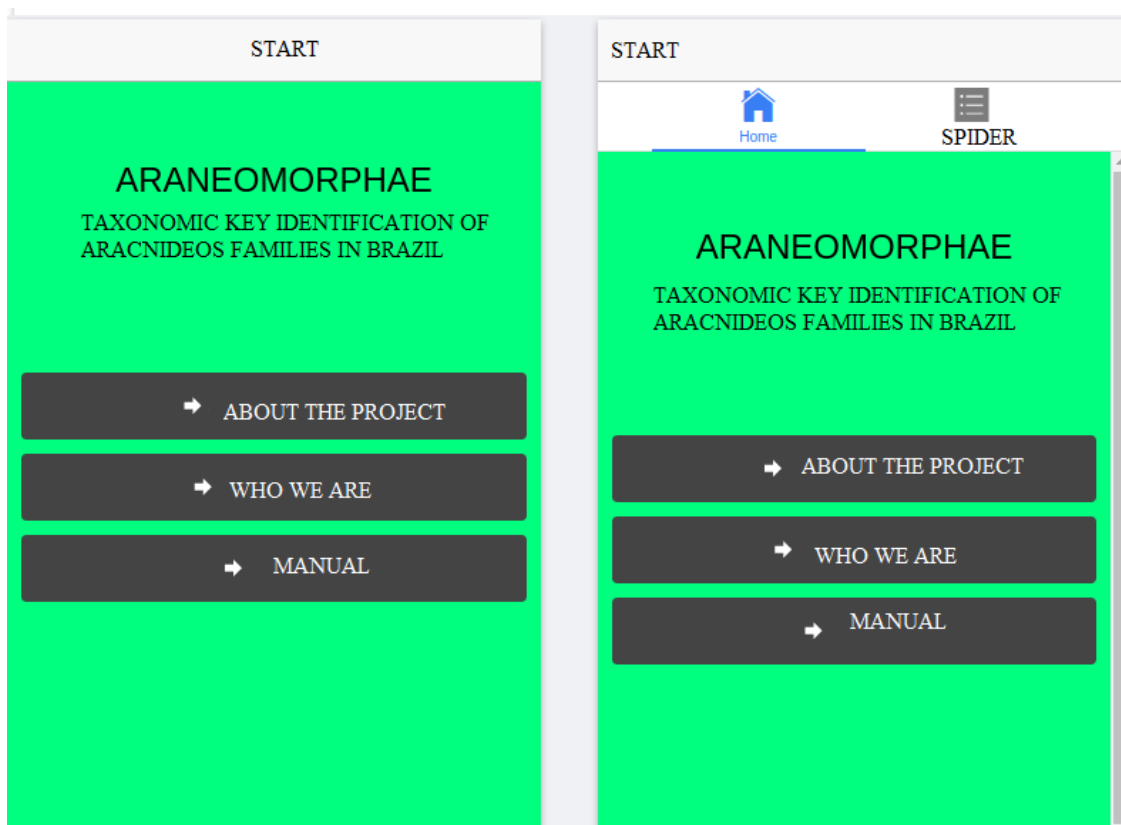 START
ARANEOMORPHAE
TAXONOMIC KEY IDENTIFICATION OF
ARACNIDEOS FAMILIES IN BRAZIL
ABOUT THE PROJECT
WHO WE ARE
MANUAL
START
Home
SPIDER
ARANEOMORPHAE
TAXONOMIC KEY IDENTIFICATION OF
ARACNIDEOS FAMILIES IN BRAZIL
ABOUT THE PROJECT
WHO WE ARE
MANUAL